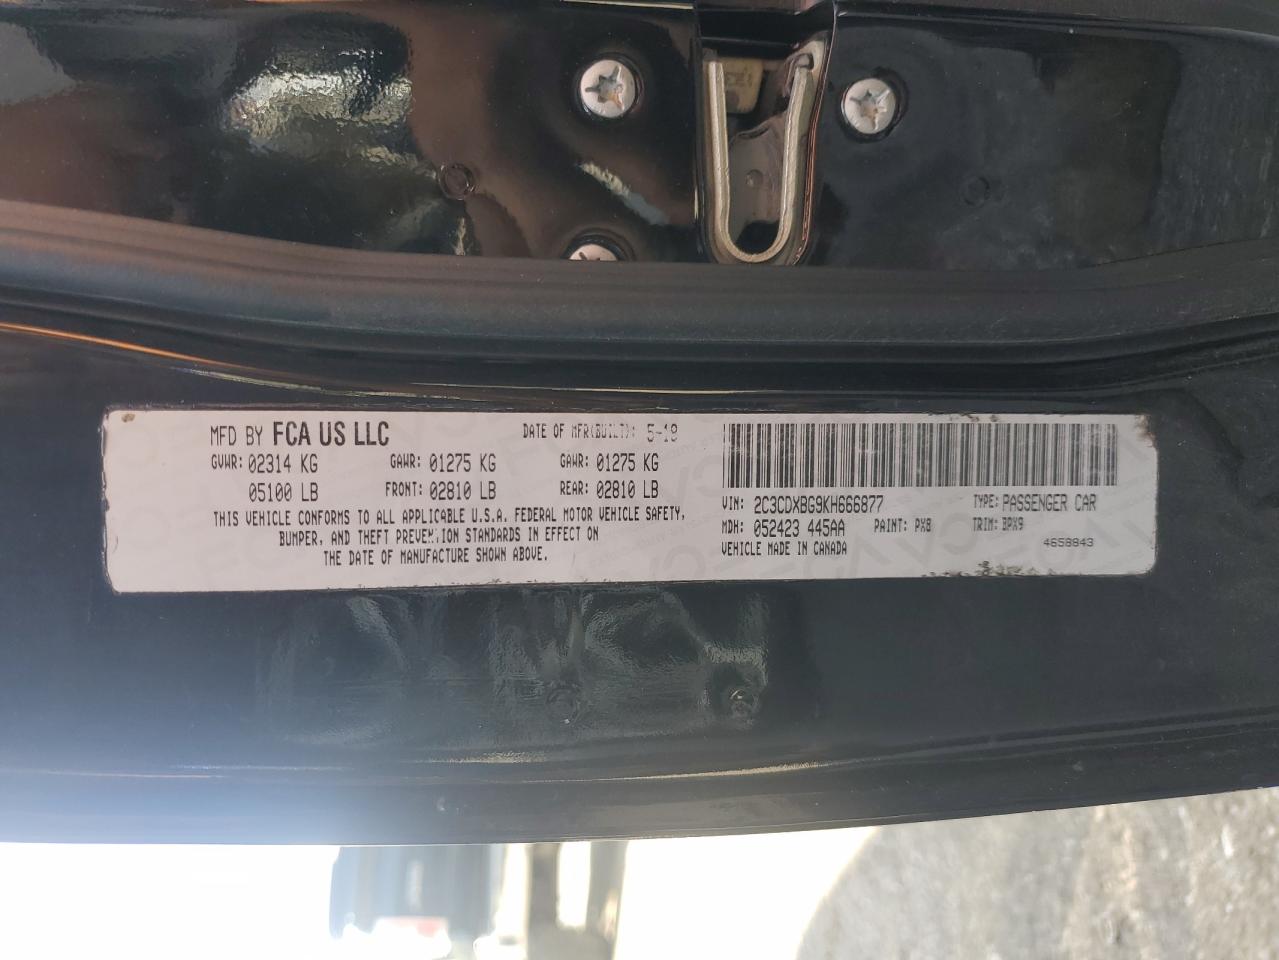 MFD BY FCA US LLC DATE OF MFR(BUILT): 5-19
GVWR: 02314 KG GAWR: 01275 KG GAWR: 01275 KG
05100 LB FRONT: 02810 LB REAR: 02810 LB
THIS VEHICLE CONFORMS TO ALL APPLICABLE U.S.A. FEDERAL MOTOR VEHICLE SAFETY,
BUMPER, AND THEFT PREVENTION STANDARDS IN EFFECT ON
THE DATE OF MANUFACTURE SHOWN ABOVE.
VIN: 2C3CDXBG9KH666877 TYPE: PASSENGER CAR
MDH: 052423 445AA PAINT: PX8 TRIM: BPX9
VEHICLE MADE IN CANADA 4658843